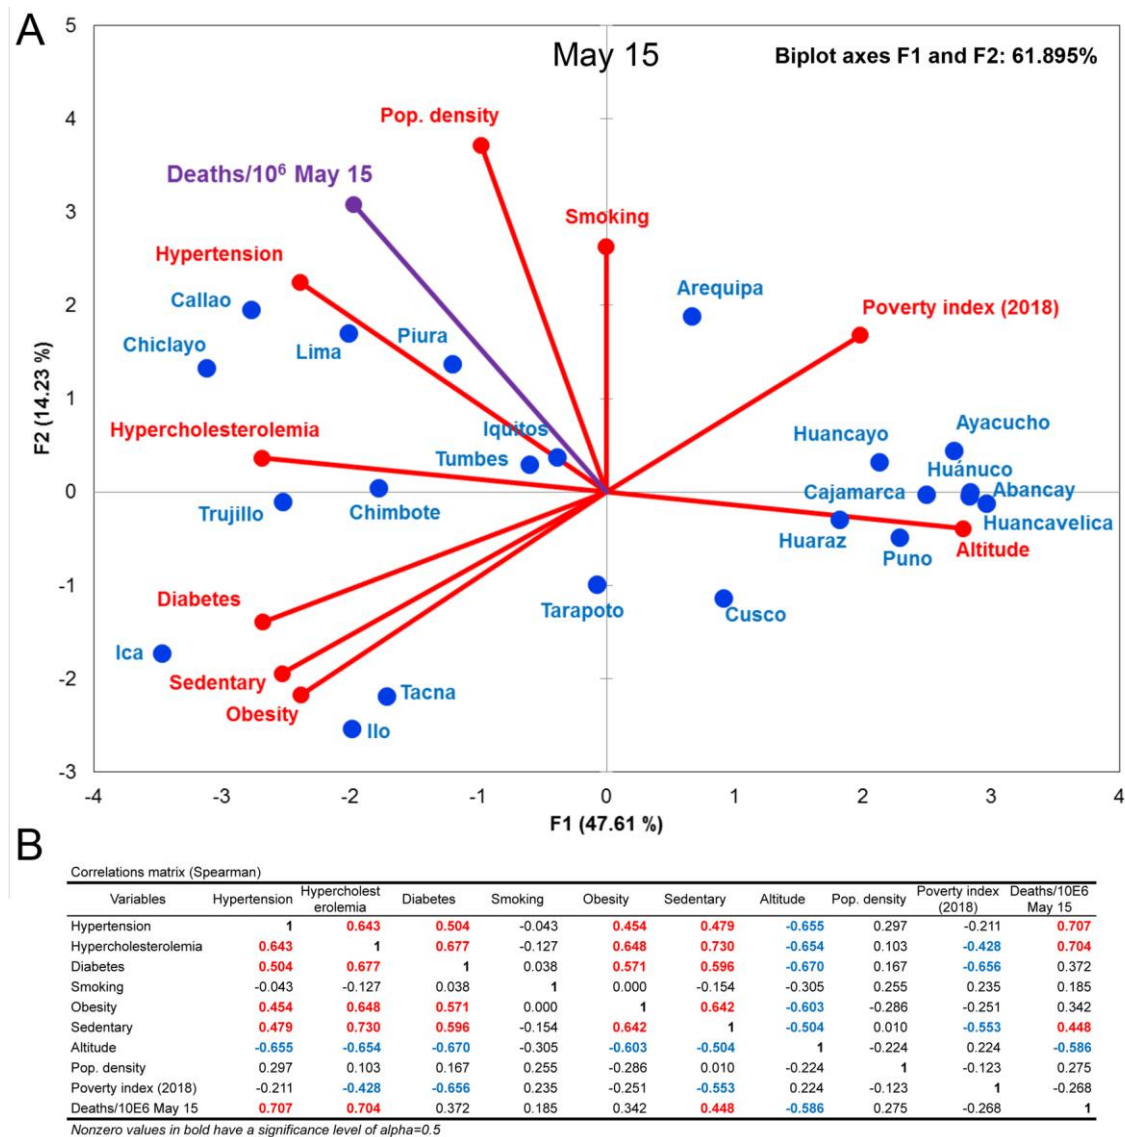 A
May 15
Biplot axes F1 and F2: 61.895%
5
4
3
2
1
0
-1
-2
-3
F2 (14.23 %)
Pop. density
Deaths/10⁶ May 15
Smoking
Hypertension
Callao
Arequipa
Poverty index (2018)
Chiclayo
Lima
Piura
Hypercholesterolemia
Iquitos
Tumbes
Huancayo
Ayacucho
Huánuco
Trujillo
Chimbote
Cajamarca
Abancay
Huancavelica
Huaraz
Puno
Altitude
Diabetes
Tarapoto
Cusco
Ica
Sedentary
Tacna
Obesity
Ilo
-4 -3 -2 -1 0 1 2 3 4
F1 (47.61 %)
B
Correlations matrix (Spearman)
Variables Hypertension Hypercholest erolemia Diabetes Smoking Obesity Sedentary Altitude Pop. density Poverty index (2018) Deaths/10E6 May 15
Hypertension 1 0.643 0.504 -0.043 0.454 0.479 -0.655 0.297 -0.211 0.707
Hypercholesterolemia 0.643 1 0.677 -0.127 0.648 0.730 -0.654 0.103 -0.428 0.704
Diabetes 0.504 0.677 1 0.038 0.571 0.596 -0.670 0.167 -0.656 0.372
Smoking -0.043 -0.127 0.038 1 0.000 -0.154 -0.305 0.255 0.235 0.185
Obesity 0.454 0.648 0.571 0.000 1 0.642 -0.603 -0.286 -0.251 0.342
Sedentary 0.479 0.730 0.596 -0.154 0.642 1 -0.504 0.010 -0.553 0.448
Altitude -0.655 -0.654 -0.670 -0.305 -0.603 -0.504 1 -0.224 0.224 -0.586
Pop. density 0.297 0.103 0.167 0.255 -0.286 0.010 -0.224 1 -0.123 0.275
Poverty index (2018) -0.211 -0.428 -0.656 0.235 -0.251 -0.553 0.224 -0.123 1 -0.268
Deaths/10E6 May 15 0.707 0.704 0.372 0.185 0.342 0.448 -0.586 0.275 -0.268 1
Nonzero values in bold have a significance level of alpha=0.5